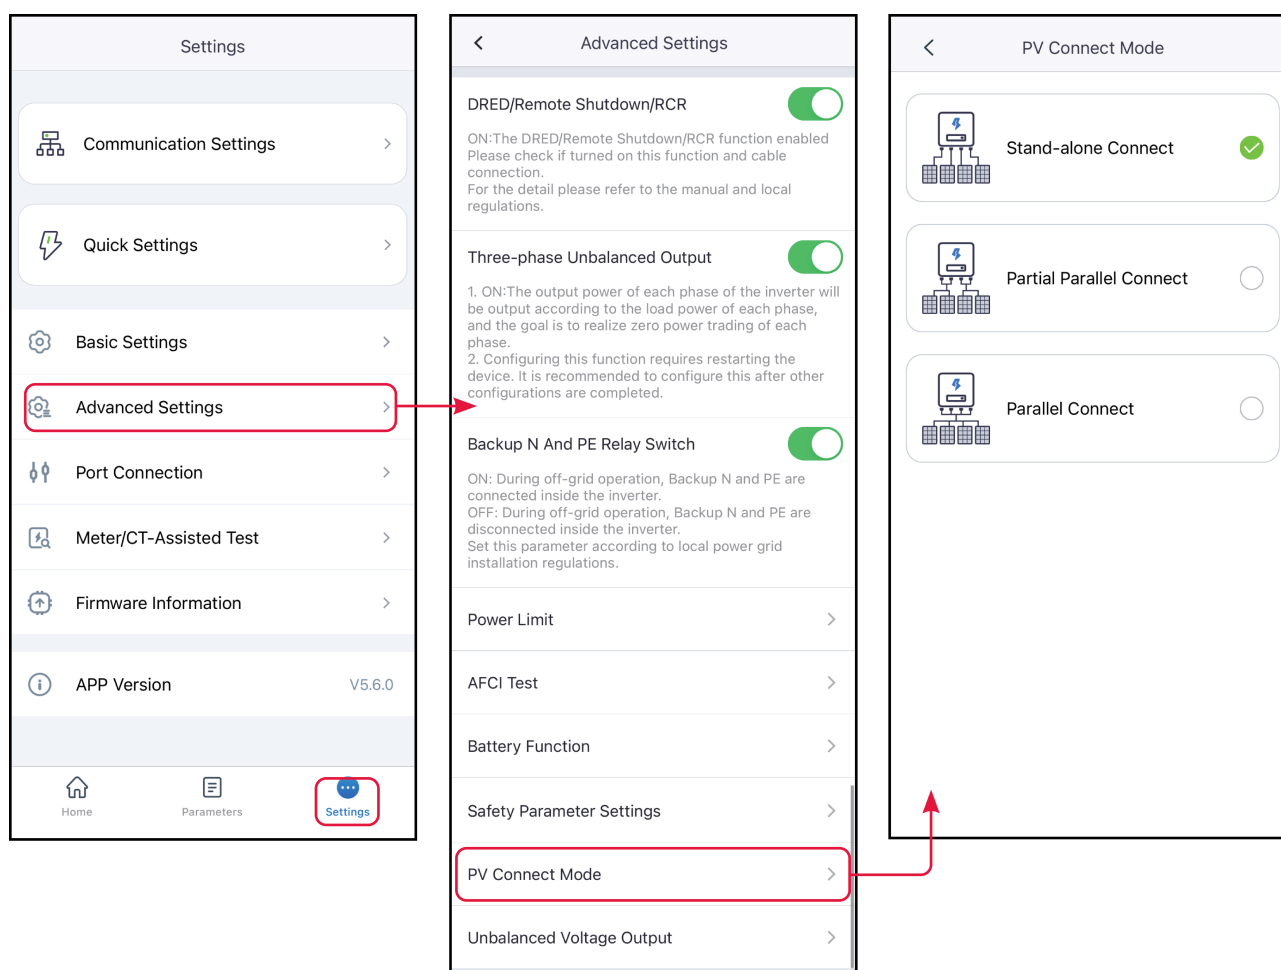 Settings
Communication Settings
Quick Settings
Basic Settings
Advanced Settings
Port Connection
Meter/CT-Assisted Test
Firmware Information
APP Version V5.6.0
Home Parameters Settings
Advanced Settings
DRED/Remote Shutdown/RCR
ON:The DRED/Remote Shutdown/RCR function enabled
Please check if turned on this function and cable
connection.
For the detail please refer to the manual and local
regulations.
Three-phase Unbalanced Output
1. ON:The output power of each phase of the inverter will
be output according to the load power of each phase,
and the goal is to realize zero power trading of each
phase.
2. Configuring this function requires restarting the
device. It is recommended to configure this after other
configurations are completed.
Backup N And PE Relay Switch
ON: During off-grid operation, Backup N and PE are
connected inside the inverter.
OFF: During off-grid operation, Backup N and PE are
disconnected inside the inverter.
Set this parameter according to local power grid
installation regulations.
Power Limit
AFCI Test
Battery Function
Safety Parameter Settings
PV Connect Mode
Unbalanced Voltage Output
PV Connect Mode
Stand-alone Connect
Partial Parallel Connect
Parallel Connect